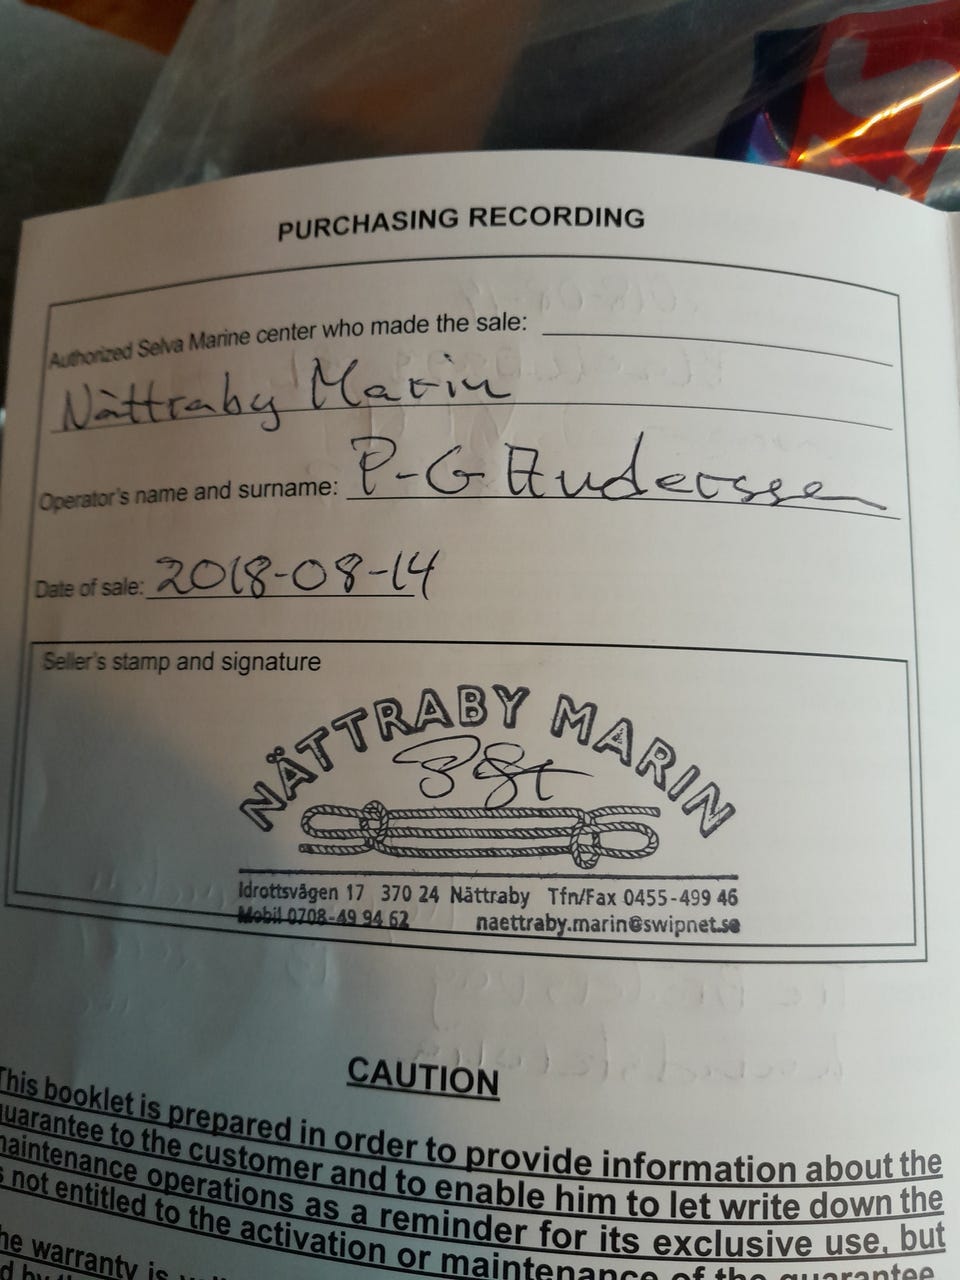 PURCHASING RECORDING
Authorized Selva Marine center who made the sale:
Nättraby Marin
Operator's name and surname: P-G Andersson
Date of sale: 2018-08-14
Seller's stamp and signature
NÄTTRABY MARIN
Idrottsvägen 17 370 24 Nättraby Tfn/Fax 0455-499 46
Mobil 0708-49 94 62 naettraby.marin@swipnet.se
CAUTION
This booklet is prepared in order to provide information about the
guarantee to the customer and to enable him to let write down the
maintenance operations as a reminder for its exclusive use, but
not entitled to the activation or maintenance of the guarantee
he warranty is